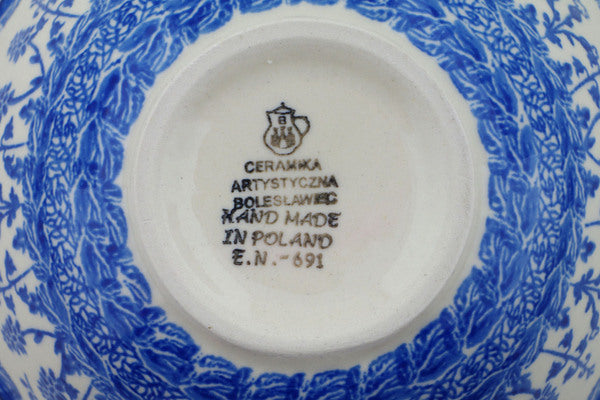 B
CERAMIKA
ARTYSTYCZNA
BOLESŁAWIEC
HAND MADE
IN POLAND
E.N.-691